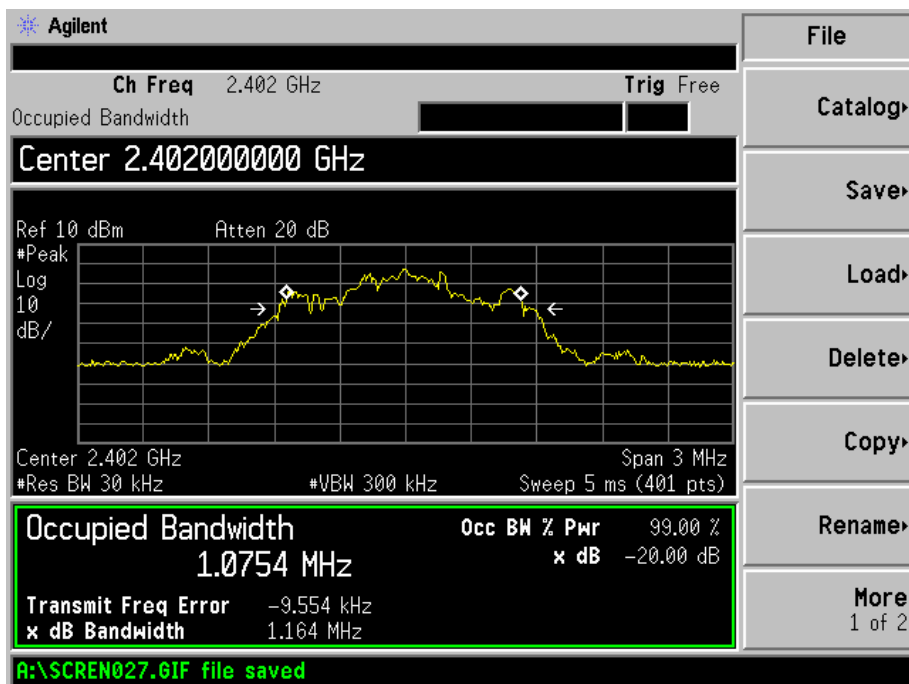 Agilent
File
Ch Freq 2.402 GHz Trig Free
Occupied Bandwidth
Catalog
Center 2.402000000 GHz
Save
Ref 10 dBm Atten 20 dB
#Peak
Log
10
dB/
Load
Delete
Center 2.402 GHz Span 3 MHz
#Res BW 30 kHz #VBW 300 kHz Sweep 5 ms (401 pts)
Copy
Occupied Bandwidth Occ BW % Pwr 99.00 %
1.0754 MHz x dB -20.00 dB
Rename
Transmit Freq Error -9.554 kHz
x dB Bandwidth 1.164 MHz
More
1 of 2
A:\SCREN027.GIF file saved